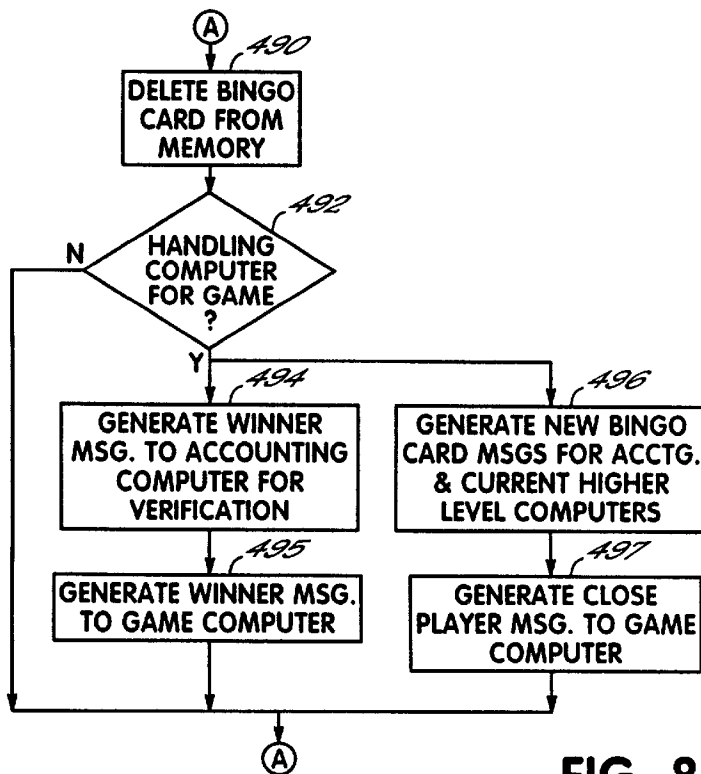 A
490
DELETE BINGO
CARD FROM
MEMORY
492
N
HANDLING
COMPUTER
FOR GAME
?
Y
494
GENERATE WINNER
MSG. TO ACCOUNTING
COMPUTER FOR
VERIFICATION
496
GENERATE NEW BINGO
CARD MSGS FOR ACCTG.
& CURRENT HIGHER
LEVEL COMPUTERS
495
GENERATE WINNER MSG.
TO GAME COMPUTER
497
GENERATE CLOSE
PLAYER MSG. TO GAME
COMPUTER
A
FIG. 9